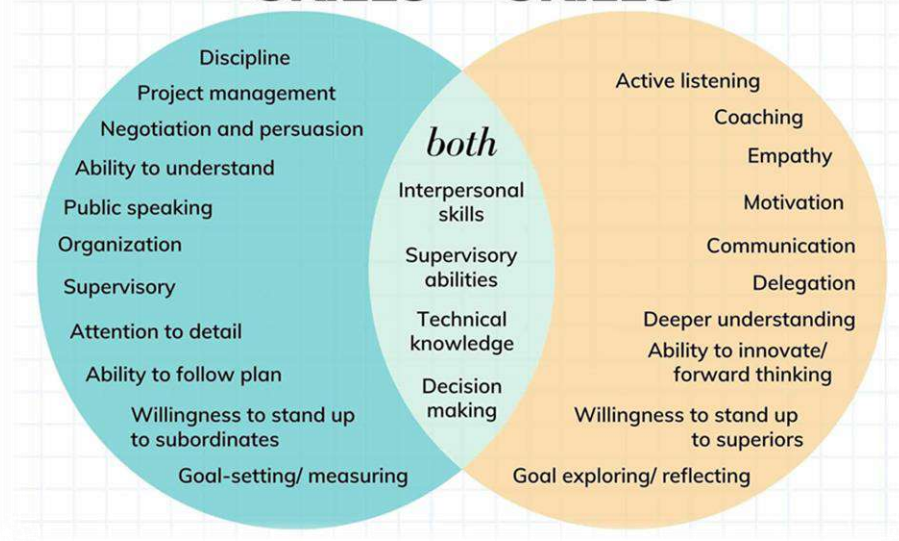 Discipline
Project management
Negotiation and persuasion
Ability to understand
Public speaking
Organization
Supervisory
Attention to detail
Ability to follow plan
Willingness to stand up
to subordinates
Goal-setting/ measuring
both
Interpersonal
skills
Supervisory
abilities
Technical
knowledge
Decision
making
Active listening
Coaching
Empathy
Motivation
Communication
Delegation
Deeper understanding
Ability to innovate/
forward thinking
Willingness to stand up
to superiors
Goal exploring/ reflecting